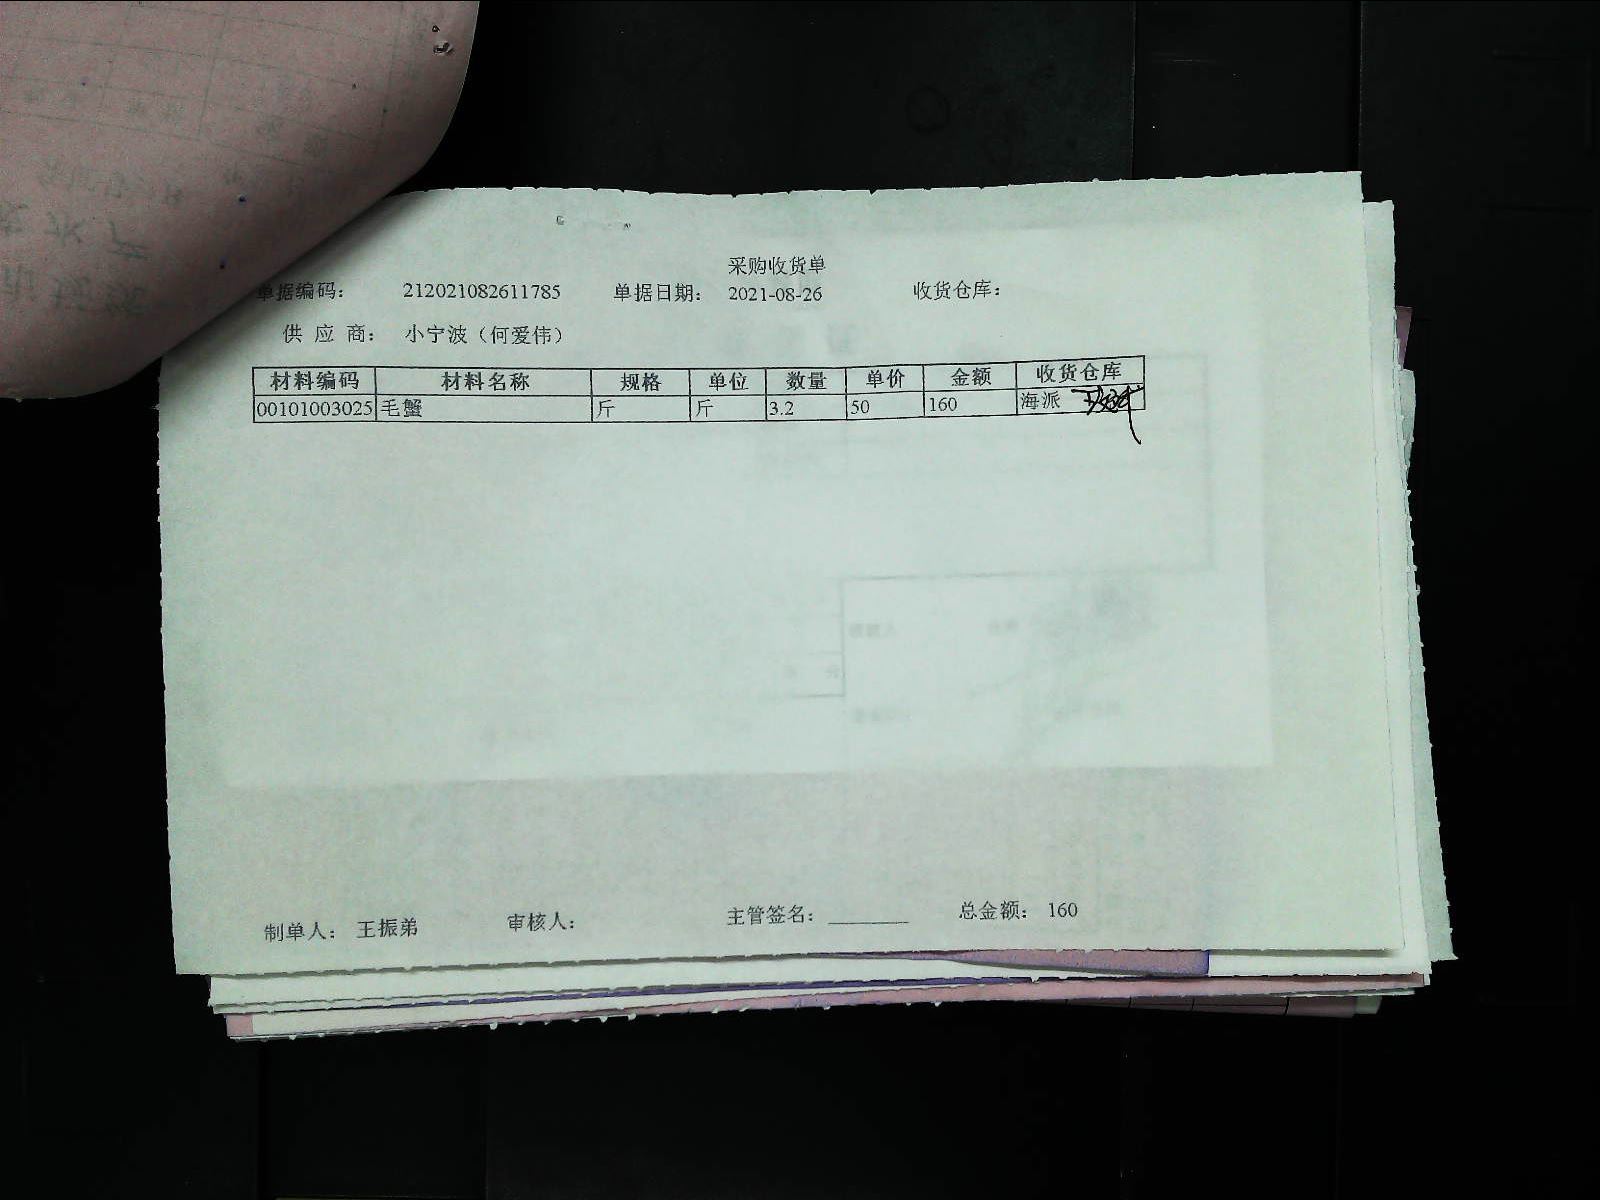 采购收货单
单据编码： 212021082611785 单据日期： 2021-08-26 收货仓库：
供 应 商： 小宁波（何爱伟）
材料编码 材料名称 规格 单位 数量 单价 金额 收货仓库
00101003025 毛蟹 斤 斤 3.2 50 160 海派
制单人： 王振弟 审核人： 主管签名： ________ 总金额： 160